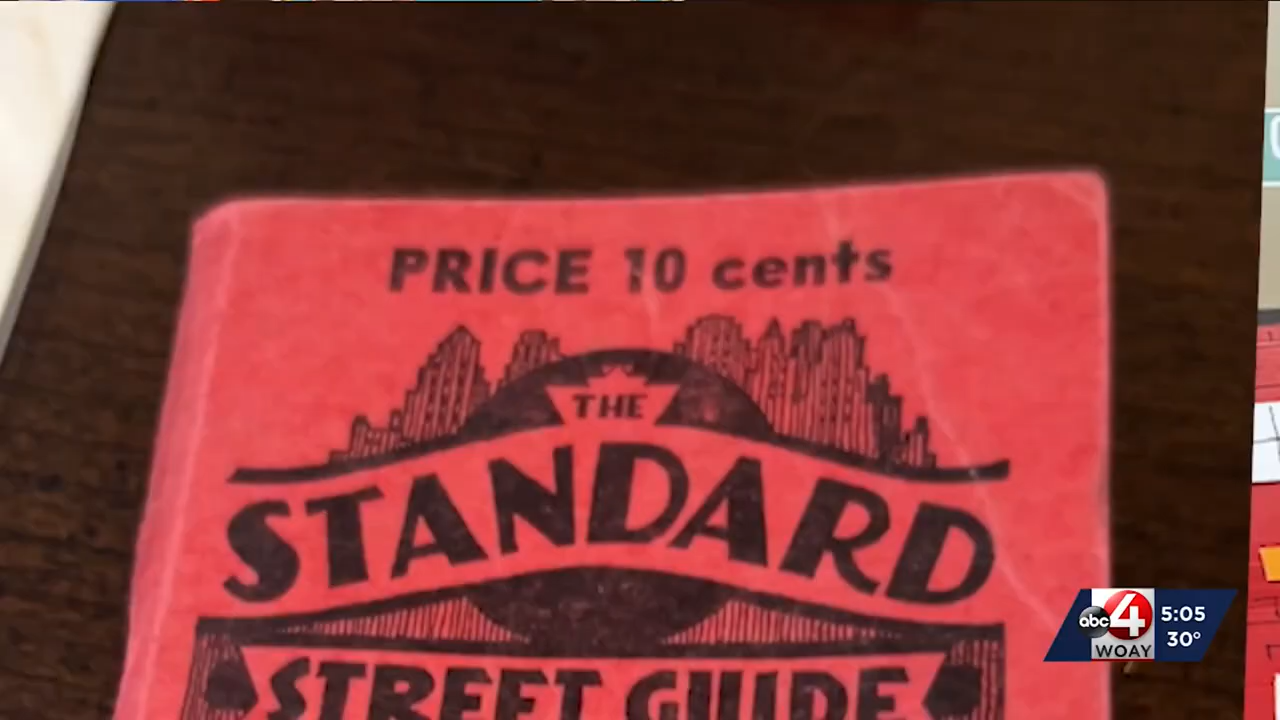 PRICE 10 cents
THE
STANDARD
STREET GUIDE
abc 4 5:05
WOAY 30°